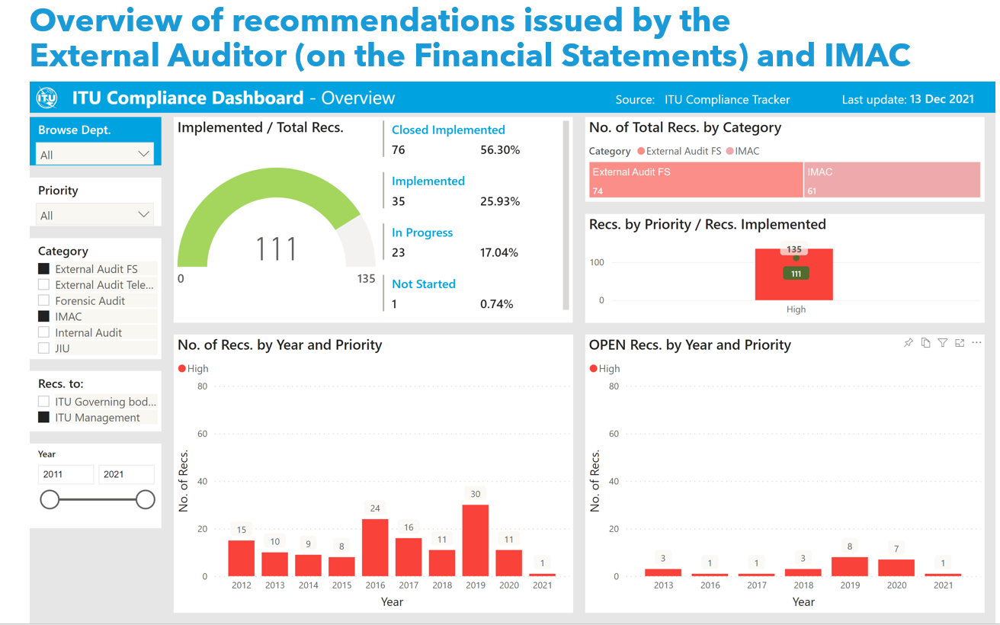 Overview of recommendations issued by the
External Auditor (on the Financial Statements) and IMAC
ITU
ITU Compliance Dashboard - Overview
Source: ITU Compliance Tracker
Last update: 13 Dec 2021
Browse Dept.
All
Priority
All
Category
External Audit FS
External Audit Tele...
Forensic Audit
IMAC
Internal Audit
JIU
Recs. to:
ITU Governing bod...
ITU Management
Year
2011 2021
Implemented / Total Recs.
111
0 135
Closed Implemented
76 56.30%
Implemented
35 25.93%
In Progress
23 17.04%
Not Started
1 0.74%
No. of Total Recs. by Category
Category External Audit FS IMAC
External Audit FS IMAC
74 61
Recs. by Priority / Recs. Implemented
135
100
111
0
High
No. of Recs. by Year and Priority
High
80
60
40
20
0
No. of Recs.
15 10 9 8 24 16 11 30 11 1
2012 2013 2014 2015 2016 2017 2018 2019 2020 2021
Year
OPEN Recs. by Year and Priority
High
80
60
40
20
0
No. of Recs.
3 1 1 3 8 7 1
2013 2016 2017 2018 2019 2020 2021
Year